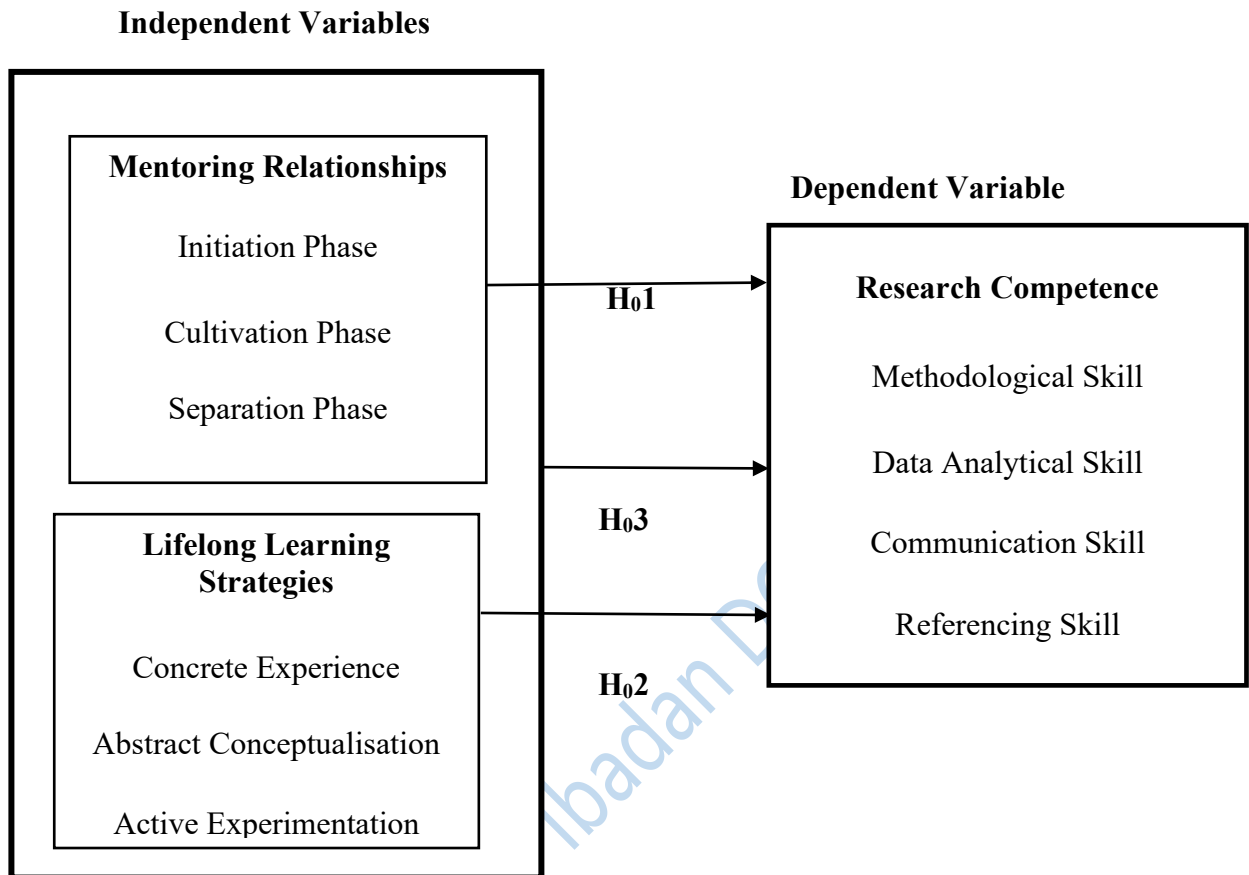 Independent Variables
Mentoring Relationships
Initiation Phase
Cultivation Phase
Separation Phase
Lifelong Learning
Strategies
Concrete Experience
Abstract Conceptualisation
Active Experimentation
H₀1
H₀3
H₀2
Dependent Variable
Research Competence
Methodological Skill
Data Analytical Skill
Communication Skill
Referencing Skill
Ibadan